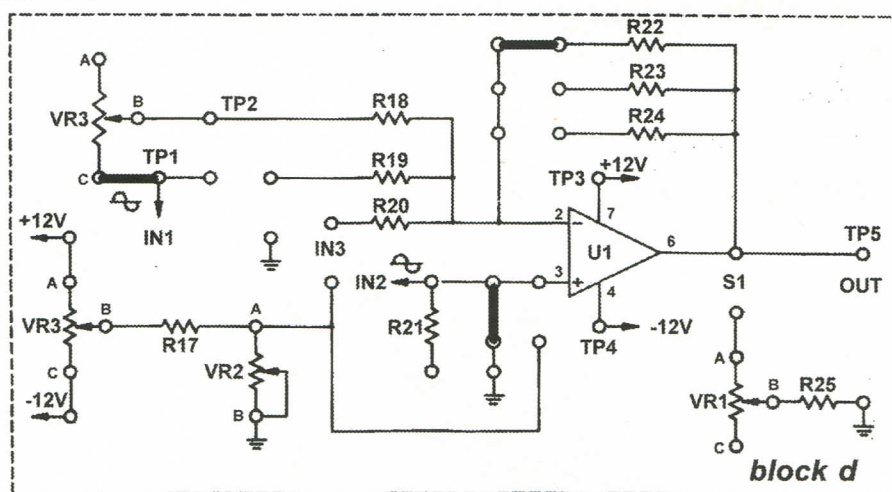 A
R22
B
TP2
R18
R23
VR3
R24
C
TP1
R19
TP3
+12V
IN1
R20
2
−
7
+12V
IN3
U1
6
TP5
IN2
3
+
4
S1
OUT
A
R21
TP4
-12V
VR3
B
R17
A
VR2
C
-12V
B
A
B
R25
VR1
C
block d